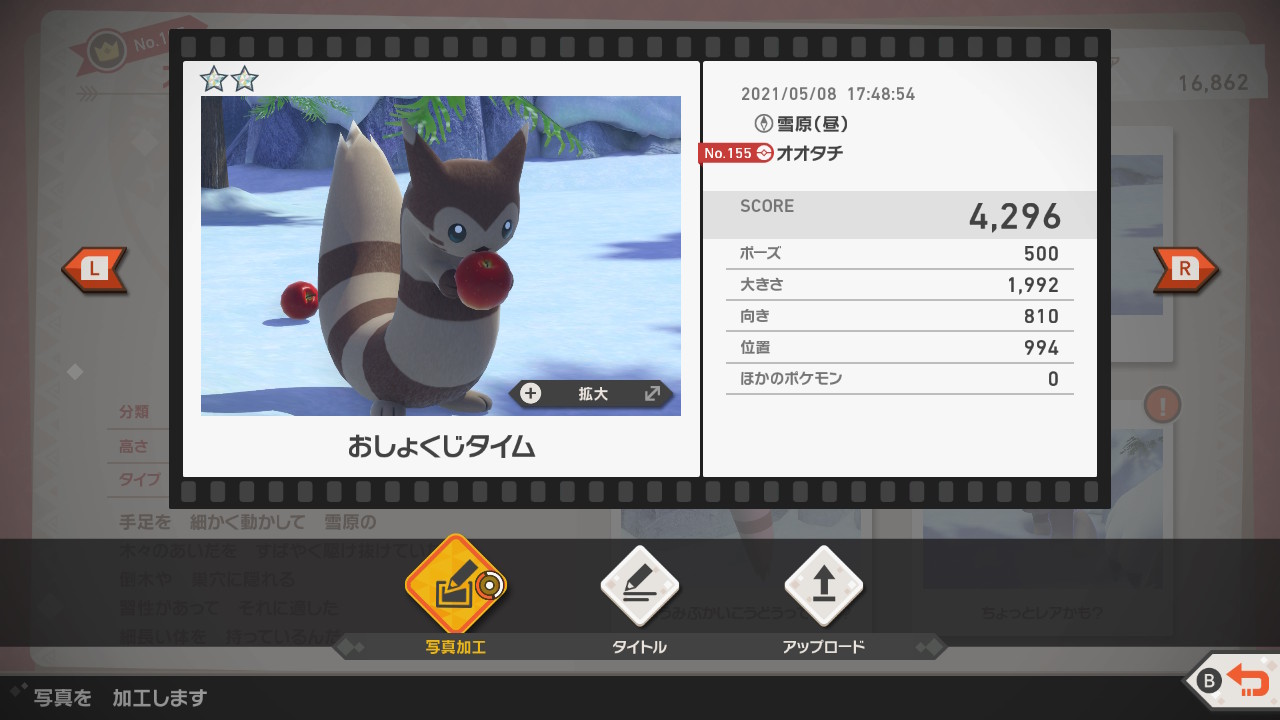 No.1
16,862
2021/05/08 17:48:54
雪原(昼)
No.155 オオタチ
SCORE 4,296
ポーズ 500
大きさ 1,992
向き 810
位置 994
ほかのポケモン 0
L
R
+ 拡大
おしょくじタイム
分類
高さ
タイプ
手足を 細かく動かして 雪原の
木々のあいだを すばやく駆け抜けてい
倒木や 巣穴に隠れる
があって それに適した
細長い体を 持っているんだ
ちょっとレアかも?
写真加工
タイトル
アップロード
写真を 加工します
B